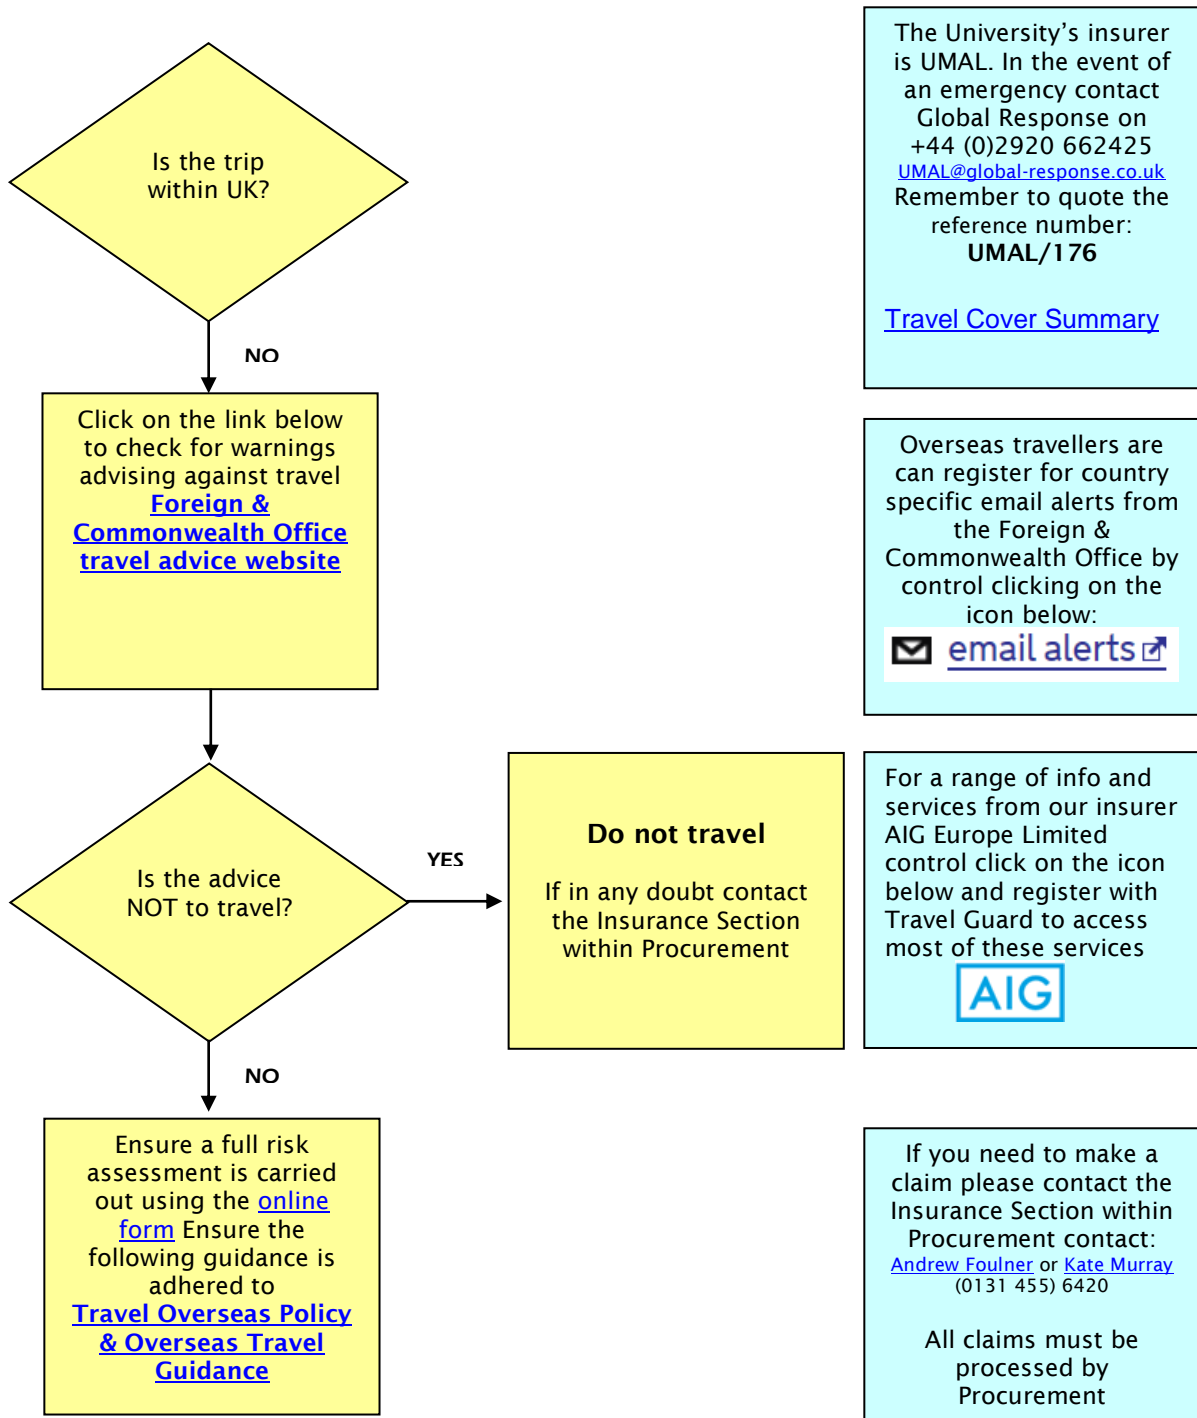 Is the trip
within UK?
NO
Click on the link below
to check for warnings
advising against travel
Foreign &
Commonwealth Office
travel advice website
Is the advice
NOT to travel?
YES
Do not travel
If in any doubt contact
the Insurance Section
within Procurement
NO
Ensure a full risk
assessment is carried
out using the online
form Ensure the
following guidance is
adhered to
Travel Overseas Policy
& Overseas Travel
Guidance
The University’s insurer
is UMAL. In the event of
an emergency contact
Global Response on
+44 (0)2920 662425
UMAL@global-response.co.uk
Remember to quote the
reference number:
UMAL/176
Travel Cover Summary
Overseas travellers are
can register for country
specific email alerts from
the Foreign &
Commonwealth Office by
control clicking on the
icon below:
email alerts
For a range of info and
services from our insurer
AIG Europe Limited
control click on the icon
below and register with
Travel Guard to access
most of these services
AIG
If you need to make a
claim please contact the
Insurance Section within
Procurement contact:
Andrew Foulner or Kate Murray
(0131 455) 6420
All claims must be
processed by
Procurement